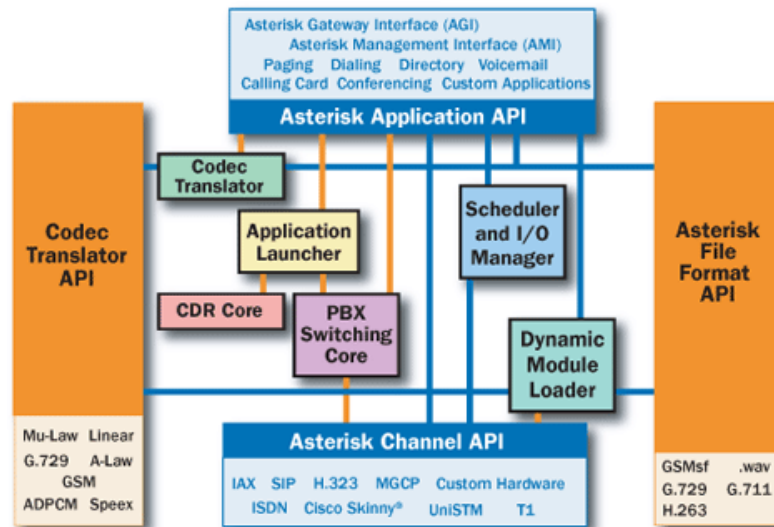 Asterisk Gateway Interface (AGI)
Asterisk Management Interface (AMI)
Paging Dialing Directory Voicemail
Calling Card Conferencing Custom Applications
Asterisk Application API
Codec
Translator
API
Mu-Law Linear
G.729 A-Law
GSM
ADPCM Speex
Codec
Translator
Application
Launcher
CDR Core
PBX
Switching
Core
Scheduler
and I/O
Manager
Dynamic
Module
Loader
Asterisk
File
Format
API
GSMsf .wav
G.729 G.711
H.263
Asterisk Channel API
IAX SIP H.323 MGCP Custom Hardware
ISDN Cisco Skinny® UniSTM T1